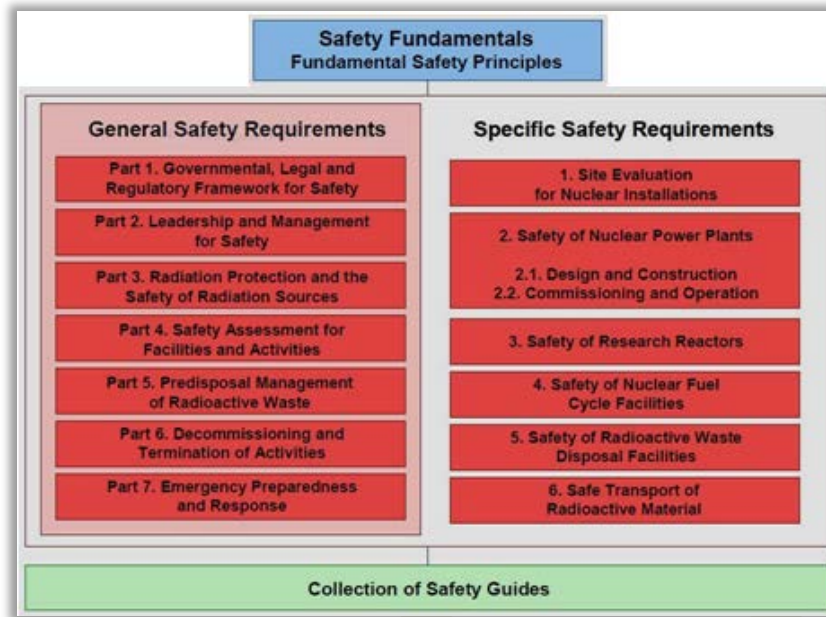 Safety Fundamentals
Fundamental Safety Principles
General Safety Requirements
Part 1. Governmental, Legal and
Regulatory Framework for Safety
Part 2. Leadership and Management
for Safety
Part 3. Radiation Protection and the
Safety of Radiation Sources
Part 4. Safety Assessment for
Facilities and Activities
Part 5. Predisposal Management
of Radioactive Waste
Part 6. Decommissioning and
Termination of Activities
Part 7. Emergency Preparedness
and Response
Specific Safety Requirements
1. Site Evaluation
for Nuclear Installations
2. Safety of Nuclear Power Plants
2.1. Design and Construction
2.2. Commissioning and Operation
3. Safety of Research Reactors
4. Safety of Nuclear Fuel
Cycle Facilities
5. Safety of Radioactive Waste
Disposal Facilities
6. Safe Transport of
Radioactive Material
Collection of Safety Guides